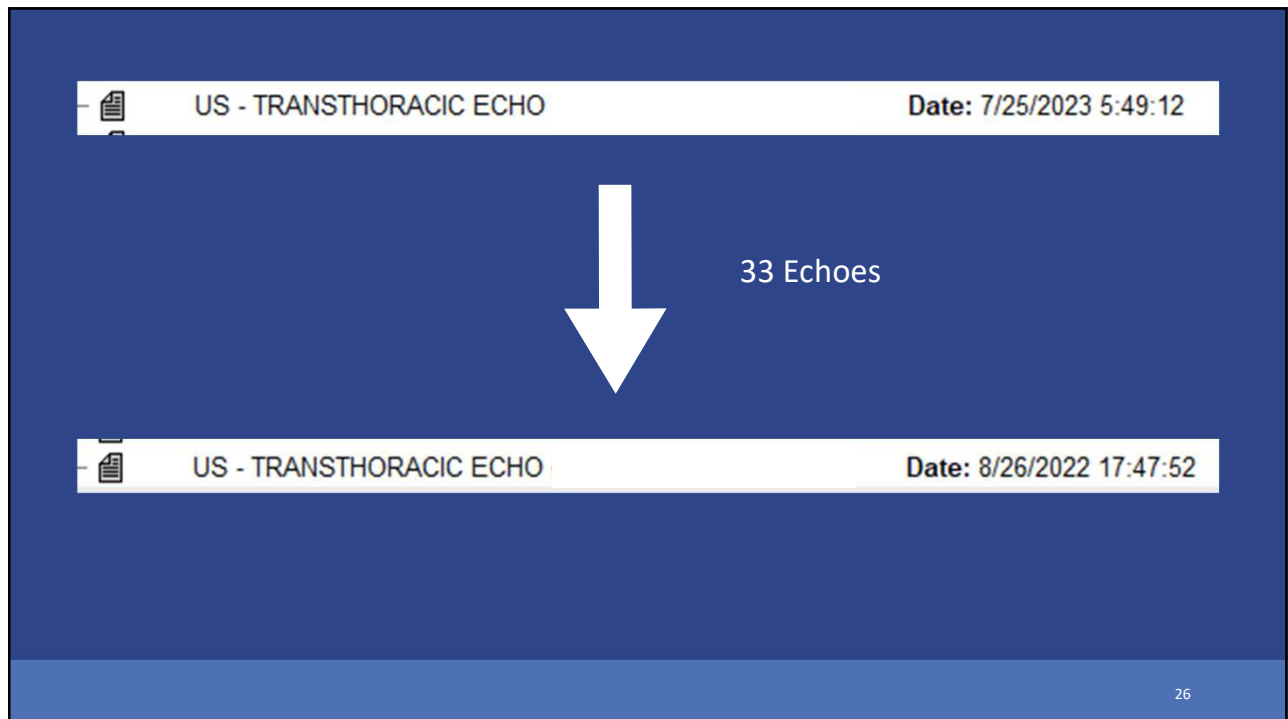 US - TRANSTHORACIC ECHO Date: 7/25/2023 5:49:12
33 Echoes
US - TRANSTHORACIC ECHO Date: 8/26/2022 17:47:52
26